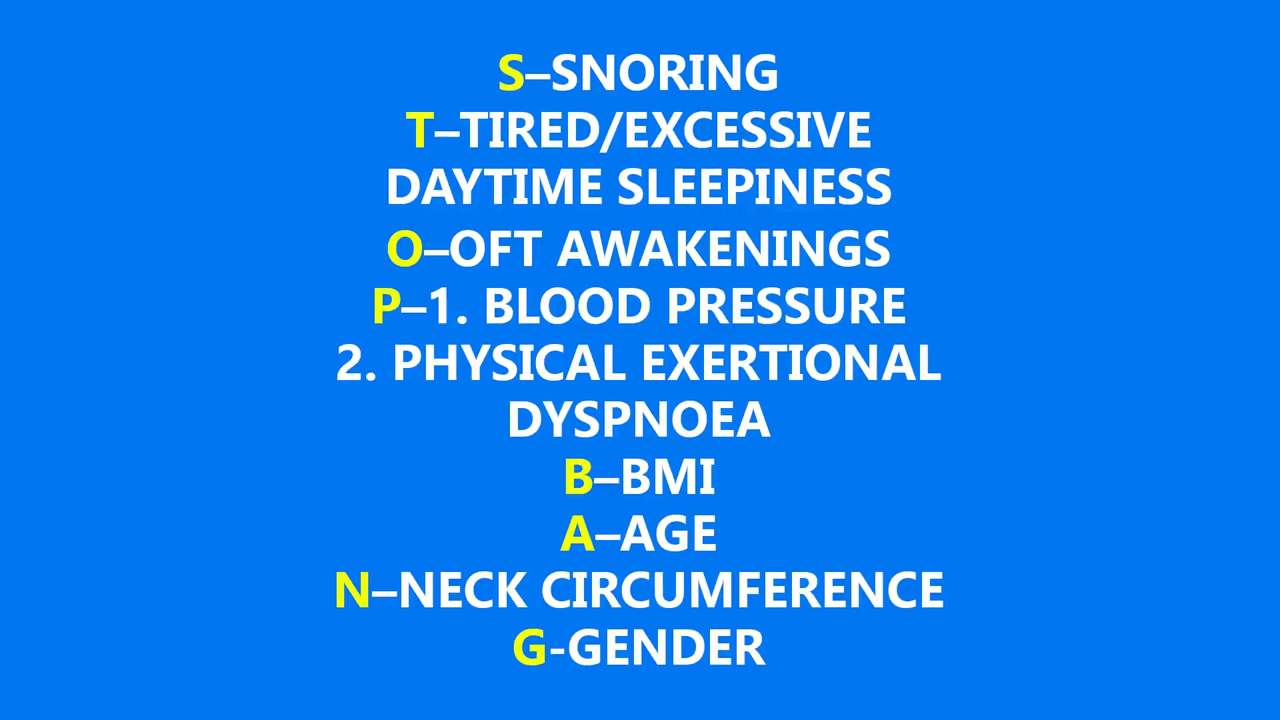 S–SNORING
T–TIRED/EXCESSIVE
DAYTIME SLEEPINESS
O–OFT AWAKENINGS
P–1. BLOOD PRESSURE
2. PHYSICAL EXERTIONAL
DYSPNOEA
B–BMI
A–AGE
N–NECK CIRCUMFERENCE
G-GENDER